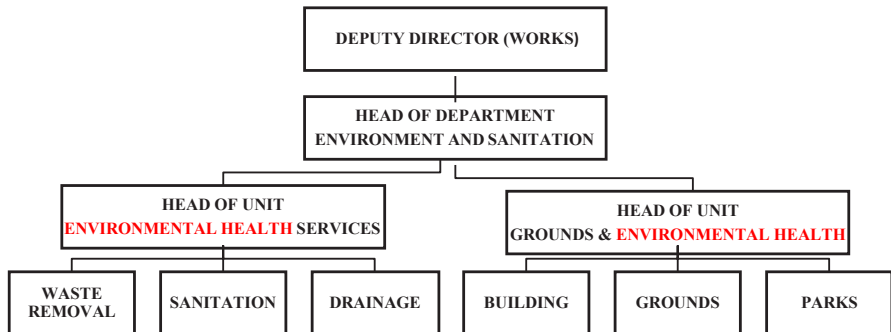 DEPUTY DIRECTOR (WORKS)
HEAD OF DEPARTMENT
ENVIRONMENT AND SANITATION
HEAD OF UNIT
ENVIRONMENTAL HEALTH SERVICES
HEAD OF UNIT
GROUNDS & ENVIRONMENTAL HEALTH
WASTE
REMOVAL
SANITATION
DRAINAGE
BUILDING
GROUNDS
PARKS